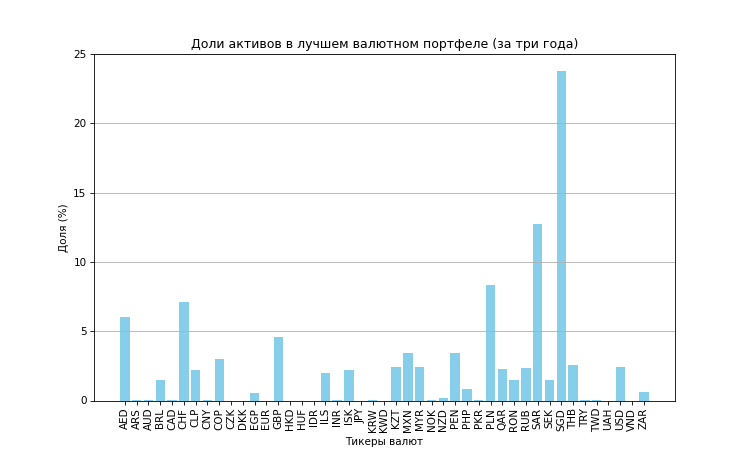 Доли активов в лучшем валютном портфеле (за три года)
25
20
15
10
5
0
Доля (%)
AED
ARS
AUD
BRL
CAD
CHF
CLP
CNY
COP
CZK
DKK
EGP
EUR
GBP
HKD
HUF
IDR
ILS
INR
ISK
JPY
KRW
KWD
KZT
MXN
MYR
NOK
NZD
PEN
PHP
PKR
PLN
QAR
RON
RUB
SAR
SEK
SGD
THB
TRY
TWD
UAH
USD
VND
ZAR
Тикеры валют